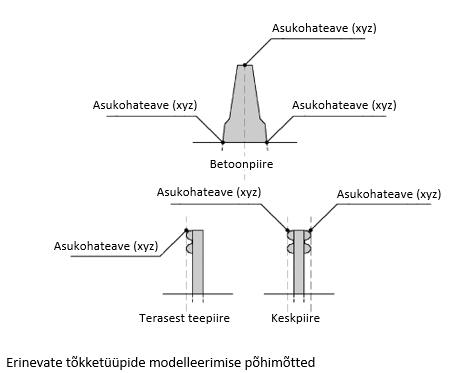 Asukohateave (xyz)
Asukohateave (xyz)
Asukohateave (xyz)
Betoonpiire
Asukohateave (xyz)
Asukohateave (xyz)
Asukohateave (xyz)
Terasest teepiire
Keskpiire
Erinevate tõkketüüpide modelleerimise põhimõtted